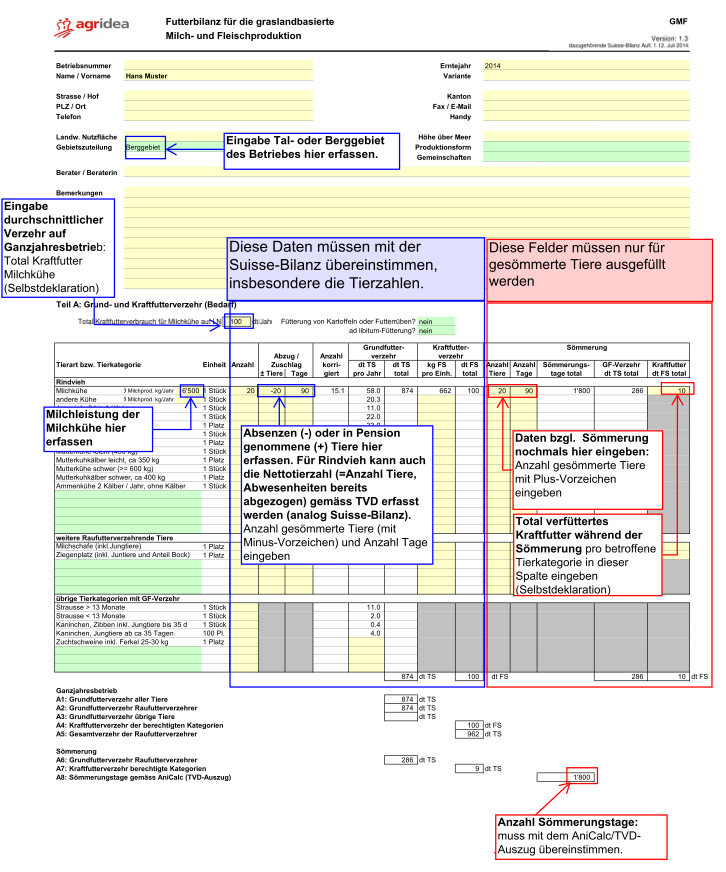 agridea
Futterbilanz für die graslandbasierte
Milch- und Fleischproduktion
GMF
Version: 1.3
dazugehörende Suisse-Bilanz Aufl. 1.12, Juli 2014
Betriebsnummer
Name / Vorname Hans Muster
Erntejahr 2014
Variante
Strasse / Hof
PLZ / Ort
Telefon
Kanton
Fax / E-Mail
Handy
Landw. Nutzfläche
Gebietszuteilung Berggebiet
Eingabe Tal- oder Berggebiet
des Betriebes hier erfassen.
Höhe über Meer
Produktionsform
Gemeinschaften
Berater / Beraterin
Bemerkungen
Eingabe
durchschnittlicher
Verzehr auf
Ganzjahresbetrieb:
Total Kraftfutter
Milchkühe
(Selbstdeklaration)
Diese Daten müssen mit der
Suisse-Bilanz übereinstimmen,
insbesondere die Tierzahlen.
Diese Felder müssen nur für
gesömmerte Tiere ausgefüllt
werden
Teil A: Grund- und Kraftfutterverzehr (Bedarf)
Total Kraftfutterverbrauch für Milchkühe auf LN 100 dt/Jahr Fütterung von Kartoffeln oder Futterrüben? nein
ad libitum-Fütterung? nein
Grundfutter- Kraftfutter- Sömmerung
Abzug / Anzahl verzehr verzehr
Zuschlag korri- dt TS dt TS kg FS dt FS Anzahl Anzahl Sömmerungs- GF-Verzehr Kraftfutter
Tierart bzw. Tierkategorie Einheit Anzahl ± Tiere Tage giert pro Jahr total pro Einh. total Tiere Tage tage total dt TS total dt FS total
Rindvieh
Milchkühe Milchprod. kg/Jahr 6'500 1 Stück 20 -20 90 15.1 58.0 874 662 100 20 90 1'800 286 10
andere Kühe Milchprod. kg/Jahr 1 Stück 20.3
1 Stück 11.0
1 Stück 22.0
1 Platz
Milchleistung der
Milchkühe hier
erfassen
1 Stück
1 Platz
1 Stück
Mutterkuhkälber leicht, ca 350 kg 1 Platz
Mutterkühe schwer (>= 600 kg) 1 Stück
Mutterkuhkälber schwer, ca 400 kg 1 Platz
Ammenkühe 2 Kälber / Jahr, ohne Kälber 1 Stück
Absenzen (-) oder in Pension
genommene (+) Tiere hier
erfassen. Für Rindvieh kann auch
die Nettotierzahl (=Anzahl Tiere,
Abwesenheiten bereits
abgezogen) gemäss TVD erfasst
werden (analog Suisse-Bilanz).
Anzahl gesömmerte Tiere (mit
Minus-Vorzeichen) und Anzahl Tage
eingeben
Daten bzgl. Sömmerung
nochmals hier eingeben:
Anzahl gesömmerte Tiere
mit Plus-Vorzeichen
eingeben
Total verfüttertes
Kraftfutter während der
Sömmerung pro betroffene
Tierkategorie in dieser
Spalte eingeben
(Selbstdeklaration)
weitere Raufutterverzehrende Tiere
Milchschafe (inkl.Jungtiere) 1 Platz
Ziegenplatz (inkl. Juntiere und Anteil Bock) 1 Platz
übrige Tierkategorien mit GF-Verzehr
Strausse > 13 Monate 1 Stück 11.0
Strausse < 13 Monate 1 Stück 2.0
Kaninchen, Zibben inkl. Jungtiere bis 35 d 1 Stück 0.4
Kaninchen, Jungtiere ab ca 35 Tagen 100 Pl. 4.0
Zuchtschweine inkl. Ferkel 25-30 kg 1 Platz
874 dt TS 100 dt FS 286 10 dt FS
Ganzjahresbetrieb
A1: Grundfutterverzehr aller Tiere 874 dt TS
A2: Grundfutterverzehr Raufutterverzehrer 874 dt TS
A3: Grundfutterverzehr übrige Tiere dt TS
A4: Kraftfutterverzehr der berechtigten Kategorien 100 dt FS
A5: Gesamtverzehr der Raufutterverzehrer 962 dt TS
Sömmerung
A6: Grundfutterverzehr Raufutterverzehrer 286 dt TS
A7: Kraftfutterverzehr berechtigte Kategorien 9 dt TS
A8: Sömmerungstage gemäss AniCalc (TVD-Auszug) 1'800
Anzahl Sömmerungstage:
muss mit dem AniCalc/TVD-
Auszug übereinstimmen.